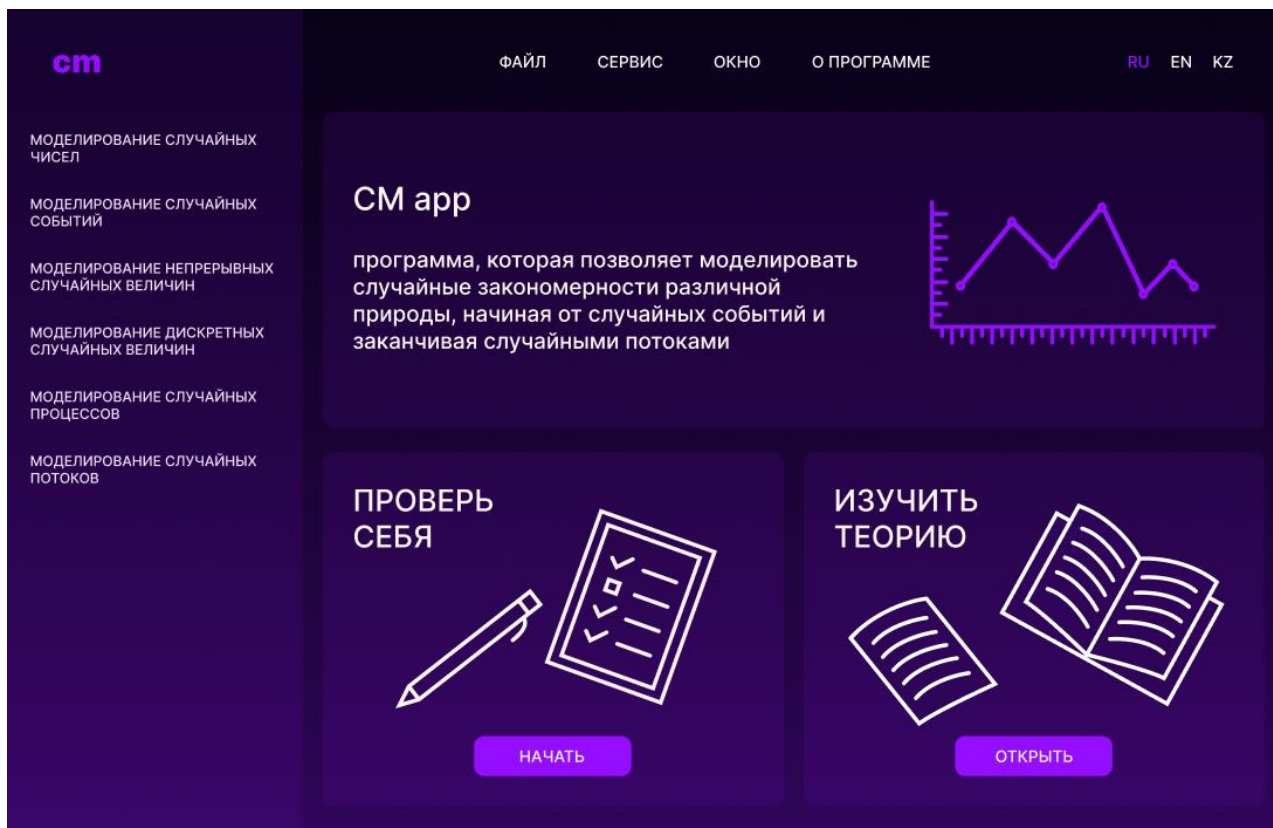 cm
ФАЙЛ СЕРВИС ОКНО О ПРОГРАММЕ RU EN KZ
МОДЕЛИРОВАНИЕ СЛУЧАЙНЫХ
ЧИСЕЛ
МОДЕЛИРОВАНИЕ СЛУЧАЙНЫХ
СОБЫТИЙ
МОДЕЛИРОВАНИЕ НЕПРЕРЫВНЫХ
СЛУЧАЙНЫХ ВЕЛИЧИН
МОДЕЛИРОВАНИЕ ДИСКРЕТНЫХ
СЛУЧАЙНЫХ ВЕЛИЧИН
МОДЕЛИРОВАНИЕ СЛУЧАЙНЫХ
ПРОЦЕССОВ
МОДЕЛИРОВАНИЕ СЛУЧАЙНЫХ
ПОТОКОВ
CM app
программа, которая позволяет моделировать
случайные закономерности различной
природы, начиная от случайных событий и
заканчивая случайными потоками
ПРОВЕРЬ
СЕБЯ
НАЧАТЬ
ИЗУЧИТЬ
ТЕОРИЮ
ОТКРЫТЬ